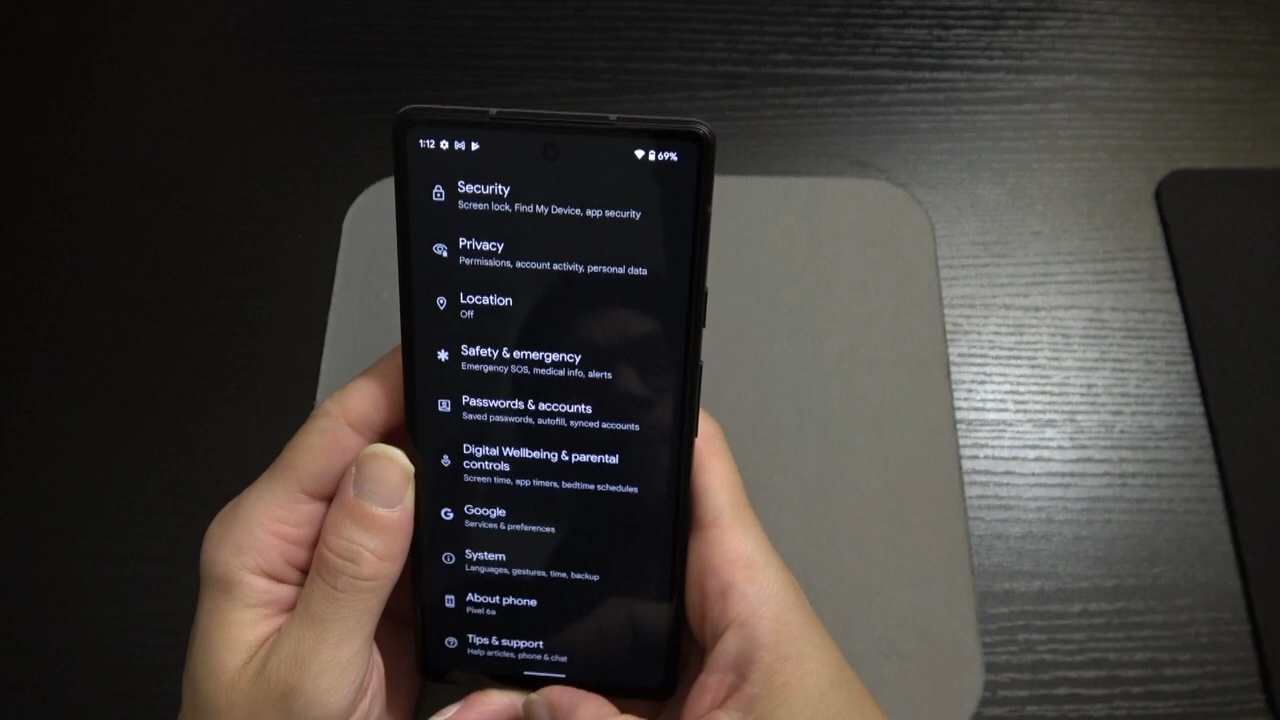 1:12 69%
Security
Screen lock, Find My Device, app security
Privacy
Permissions, account activity, personal data
Location
Off
Safety & emergency
Emergency SOS, medical info, alerts
Passwords & accounts
Saved passwords, autofill, synced accounts
Digital Wellbeing & parental
controls
Screen time, app timers, bedtime schedules
Google
Services & preferences
System
Languages, gestures, time, backup
About phone
Pixel 6a
Tips & support
Help articles, phone & chat